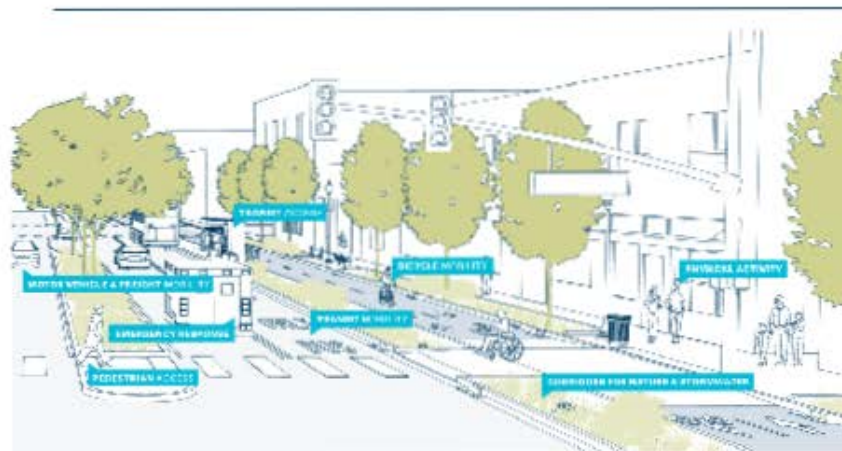 TRANSIT ACCESS
BICYCLE MOBILITY
PHYSICAL ACTIVITY
MOTOR VEHICLE & FREIGHT MOBILITY
TRANSIT MOBILITY
EMERGENCY RESPONSE
PEDESTRIAN ACCESS
CORRIDOR FOR NATURE & STORMWATER